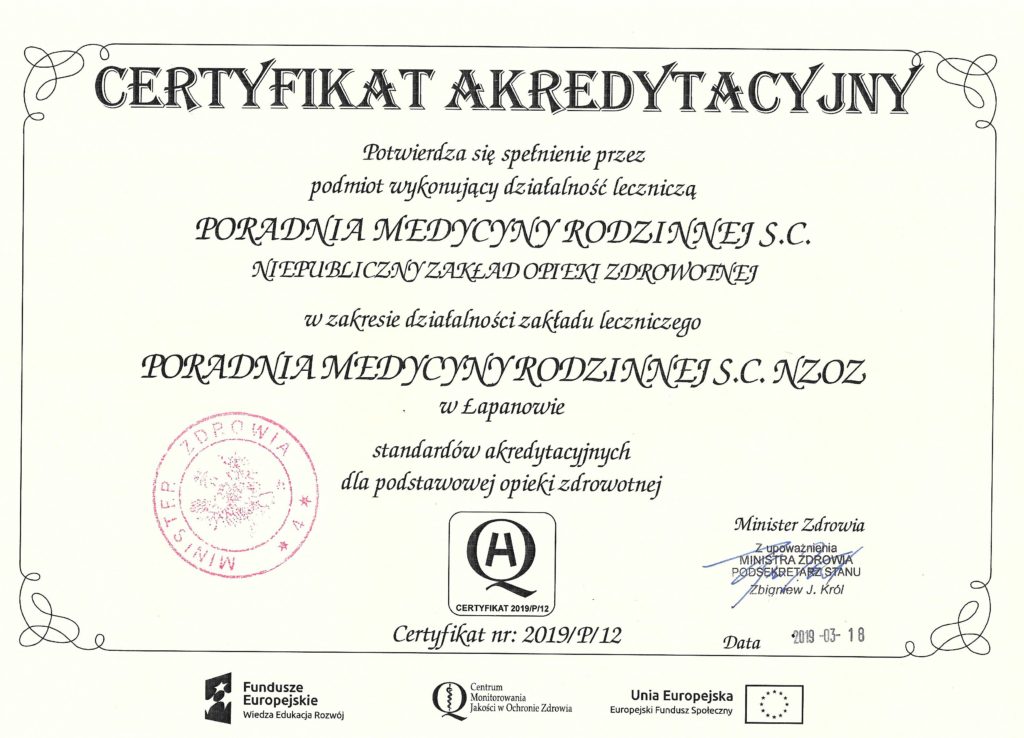 CERTYFIKAT AKREDYTACYJNY
Potwierdza się spełnienie przez
podmiot wykonujący działalność leczniczą
PORADNIA MEDYCYNY RODZINNEJ S.C.
NIEPUBLICZNY ZAKŁAD OPIEKI ZDROWOTNEJ
w zakresie działalności zakładu leczniczego
PORADNIA MEDYCYNY RODZINNEJ S.C. NZOZ
w Łapanowie
standardów akredytacyjnych
dla podstawowej opieki zdrowotnej
MINISTER ZDROWIA * 4 *
Minister Zdrowia
Z upoważnienia
MINISTRA ZDROWIA
PODSEKRETARZ STANU
Zbigniew J. Król
CERTYFIKAT 2019/P/12
Certyfikat nr: 2019/P/12
Data 2019 -03- 18
Fundusze
Europejskie
Wiedza Edukacja Rozwój
Centrum
Monitorowania
Jakości w Ochronie Zdrowia
Unia Europejska
Europejski Fundusz Społeczny